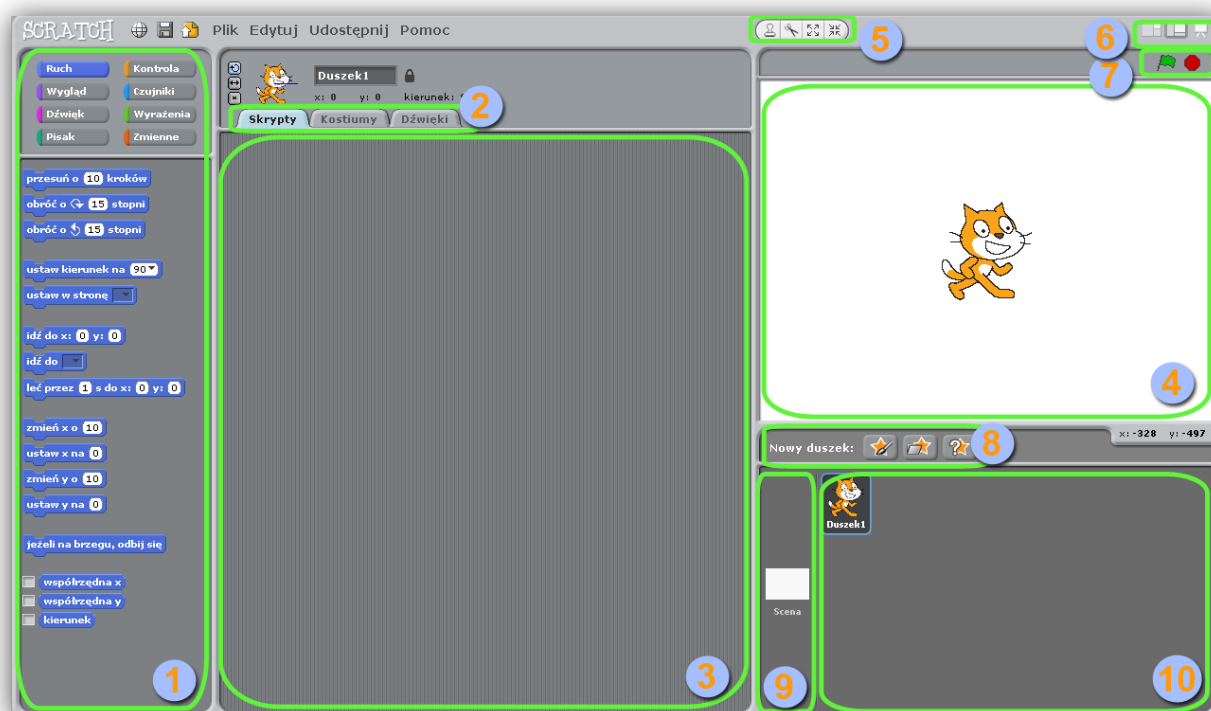 SCRATCH Plik Edytuj Udostępnij Pomoc
5
6
7
Ruch Kontrola
Wygląd Czujniki
Dźwięk Wyrażenia
Pisak Zmienne
Duszek1
x: 0 y: 0 kierunek:
2
Skrypty Kostiumy Dźwięki
przesuń o 10 kroków
obróć o 15 stopni
obróć o 15 stopni
ustaw kierunek na 90
ustaw w stronę
idź do x: 0 y: 0
idź do
leć przez 1 s do x: 0 y: 0
zmień x o 10
ustaw x na 0
zmień y o 10
ustaw y na 0
jeżeli na brzegu, odbij się
współrzędna x
współrzędna y
kierunek
1
3
4
x: -328 y: -497
Nowy duszek:
8
Duszek1
Scena
9
10